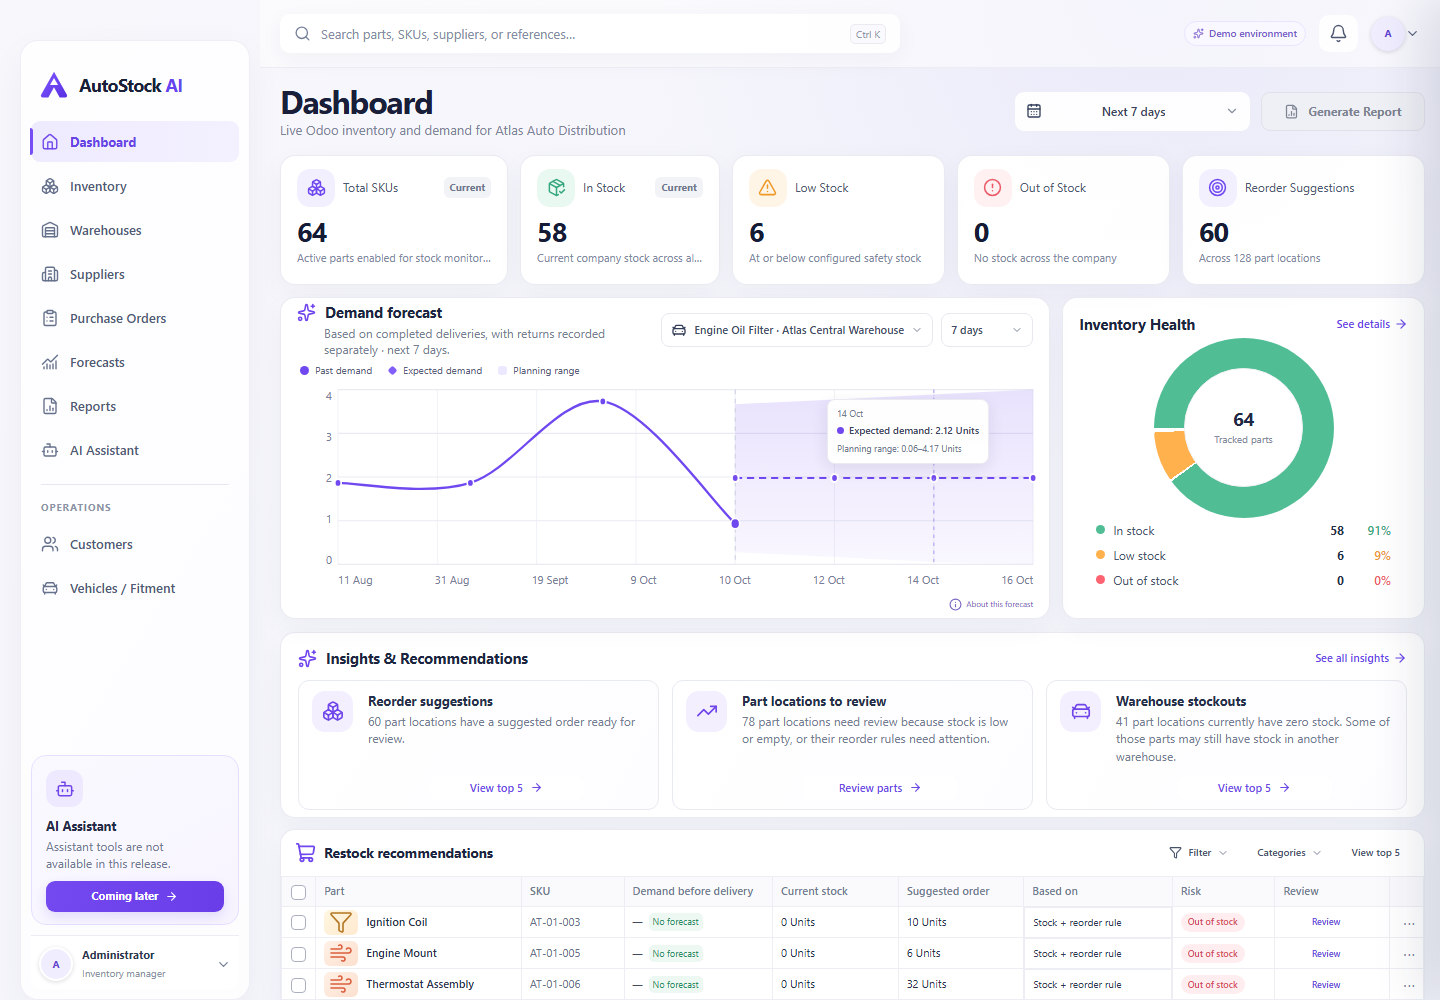 Search parts, SKUs, suppliers, or references...
Ctrl K
Demo environment
A
AutoStock AI
Dashboard
Inventory
Warehouses
Suppliers
Purchase Orders
Forecasts
Reports
AI Assistant
OPERATIONS
Customers
Vehicles / Fitment
AI Assistant
Assistant tools are not
available in this release.
Coming later
A
Administrator
Inventory manager
Dashboard
Live Odoo inventory and demand for Atlas Auto Distribution
Next 7 days
Generate Report
Total SKUs
Current
64
Active parts enabled for stock monitor...
In Stock
Current
58
Current company stock across al...
Low Stock
6
At or below configured safety stock
Out of Stock
0
No stock across the company
Reorder Suggestions
60
Across 128 part locations
Demand forecast
Based on completed deliveries, with returns recorded
separately · next 7 days.
Engine Oil Filter · Atlas Central Warehouse
7 days
Past demand
Expected demand
Planning range
4
3
2
1
0
14 Oct
Expected demand: 2.12 Units
Planning range: 0.06–4.17 Units
11 Aug
31 Aug
19 Sept
9 Oct
10 Oct
12 Oct
14 Oct
16 Oct
About this forecast
Inventory Health
See details
64
Tracked parts
In stock 58 91%
Low stock 6 9%
Out of stock 0 0%
Insights & Recommendations
See all insights
Reorder suggestions
60 part locations have a suggested order ready for
review.
View top 5
Part locations to review
78 part locations need review because stock is low
or empty, or their reorder rules need attention.
Review parts
Warehouse stockouts
41 part locations currently have zero stock. Some of
those parts may still have stock in another
warehouse.
View top 5
Restock recommendations
Filter
Categories
View top 5
Part SKU Demand before delivery Current stock Suggested order Based on Risk Review
Ignition Coil AT-01-003 — No forecast 0 Units 10 Units Stock + reorder rule Out of stock Review ...
Engine Mount AT-01-005 — No forecast 0 Units 6 Units Stock + reorder rule Out of stock Review ...
Thermostat Assembly AT-01-006 — No forecast 0 Units 32 Units Stock + reorder rule Out of stock Review ...